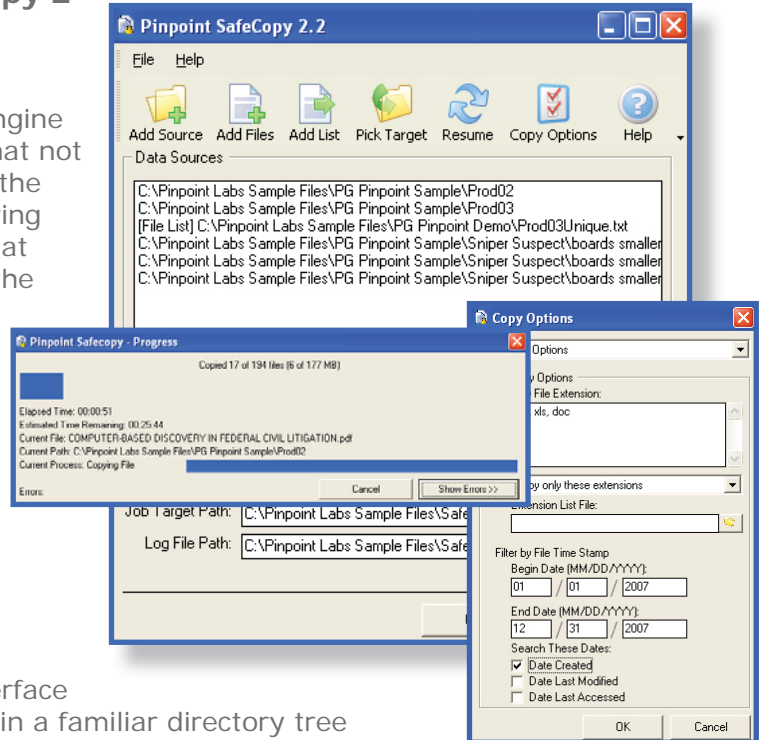 Pinpoint SafeCopy 2.2
File Help
Add Source Add Files Add List Pick Target Resume Copy Options Help
ngine
hat not
the
at
Data Sources
C:\Pinpoint Labs Sample Files\PG Pinpoint Sample\Prod02
C:\Pinpoint Labs Sample Files\PG Pinpoint Sample\Prod03
[File List] C:\Pinpoint Labs Sample Files\PG Pinpoint Demo\Prod03Unique.txt
C:\Pinpoint Labs Sample Files\PG Pinpoint Sample\Sniper Suspect\boards smaller
C:\Pinpoint Labs Sample Files\PG Pinpoint Sample\Sniper Suspect\boards smaller
C:\Pinpoint Labs Sample Files\PG Pinpoint Sample\Sniper Suspect\boards smaller
Pinpoint Safecopy - Progress
Copied 17 of 194 files (6 of 177 MB)
Elapsed Time: 00:00:51
Estimated Time Remaining: 00:25:44
Current File: COMPUTER-BASED DISCOVERY IN FEDERAL CIVIL LITIGATION.pdf
Current Path: C:\Pinpoint Labs Sample Files\PG Pinpoint Sample\Prod02
Current Process: Copying File
Errors:
Cancel Show Errors >>
Job Target Path: C:\Pinpoint Labs Sample Files\Safe
Log File Path: C:\Pinpoint Labs Sample Files\Safe
Copy Options
Options
Options
File Extension:
xls, doc
only these extensions
Extension List File:
Filter by File Time Stamp
Begin Date (MM/DD/YYYY):
01 / 01 / 2007
End Date (MM/DD/YYYY):
12 / 31 / 2007
Search These Dates:
Date Created
Date Last Modified
Date Last Accessed
OK Cancel
erface
in a familiar directory tree